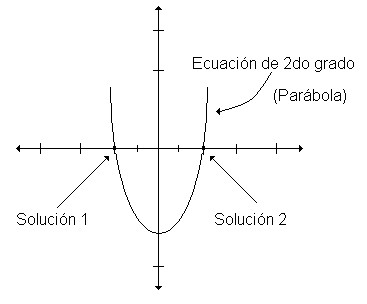 Ecuación de 2do grado
(Parábola)
Solución 1
Solución 2